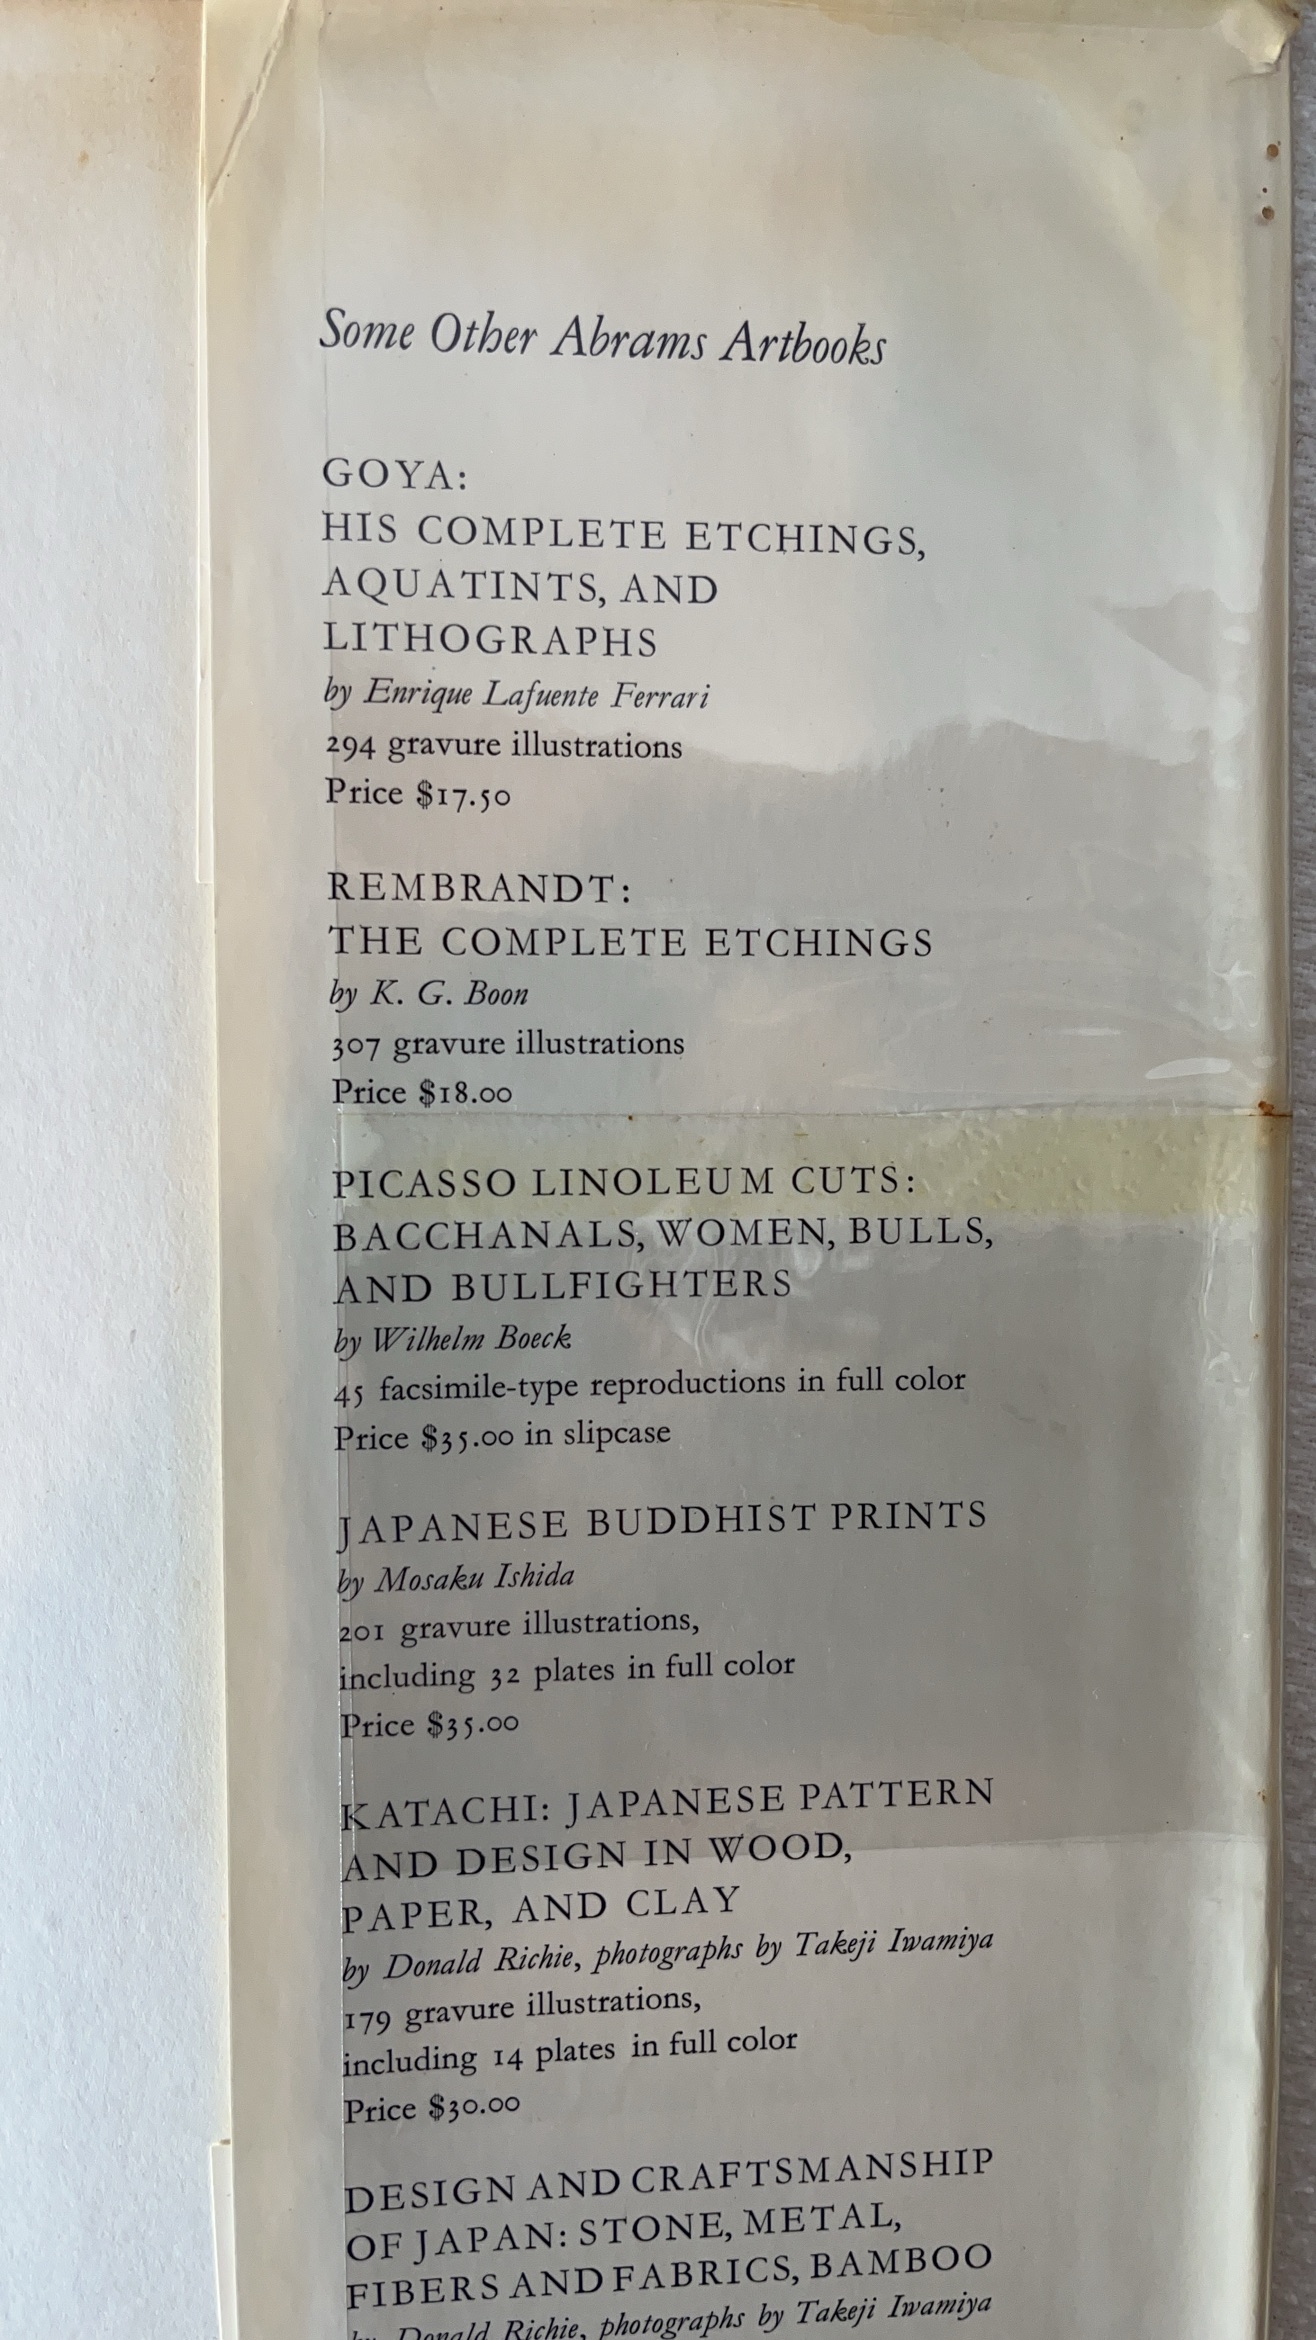 Some Other Abrams Artbooks
GOYA:
HIS COMPLETE ETCHINGS,
AQUATINTS, AND
LITHOGRAPHS
by Enrique Lafuente Ferrari
294 gravure illustrations
Price $17.50
REMBRANDT:
THE COMPLETE ETCHINGS
by K. G. Boon
307 gravure illustrations
Price $18.00
PICASSO LINOLEUM CUTS:
BACCHANALS, WOMEN, BULLS,
AND BULLFIGHTERS
by Wilhelm Boeck
45 facsimile-type reproductions in full color
Price $35.00 in slipcase
JAPANESE BUDDHIST PRINTS
by Mosaku Ishida
201 gravure illustrations,
including 32 plates in full color
Price $35.00
KATACHI: JAPANESE PATTERN
AND DESIGN IN WOOD,
PAPER, AND CLAY
by Donald Richie, photographs by Takeji Iwamiya
179 gravure illustrations,
including 14 plates in full color
Price $30.00
DESIGN AND CRAFTSMANSHIP
OF JAPAN: STONE, METAL,
FIBERS AND FABRICS, BAMBOO
by Donald Richie, photographs by Takeji Iwamiya